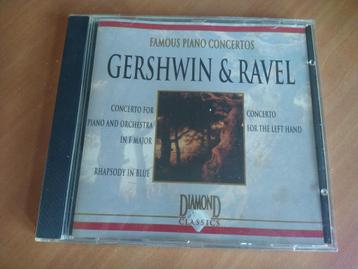 FAMOUS PIANO CONCERTOS
GERSHWIN & RAVEL
CONCERTO FOR
PIANO AND ORCHESTRA
IN F MAJOR
RHAPSODY IN BLUE
CONCERTO
FOR THE LEFT HAND
DIAMOND
CLASSICS